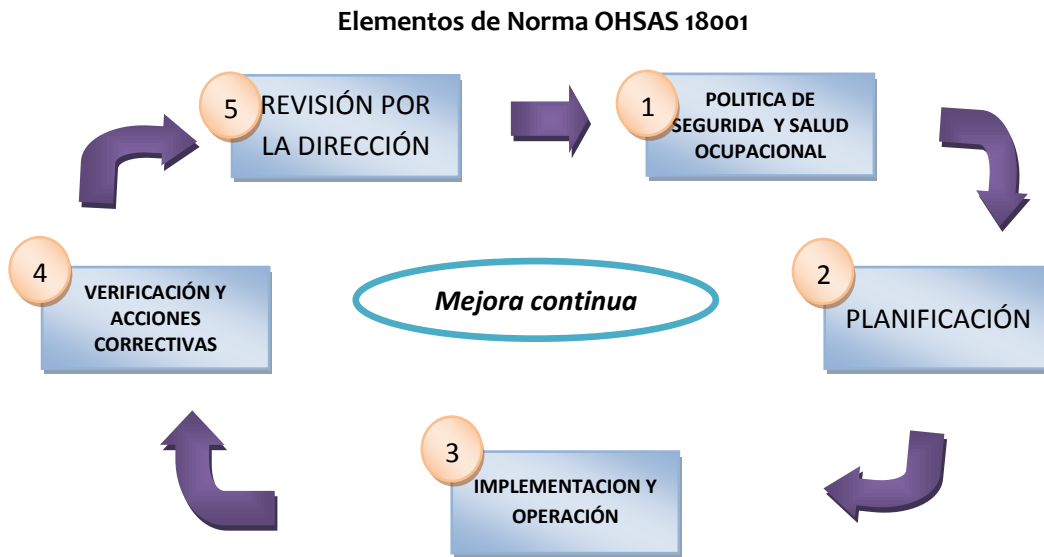 Elementos de Norma OHSAS 18001
5
REVISIÓN POR
LA DIRECCIÓN
1
POLITICA DE
SEGURIDA Y SALUD
OCUPACIONAL
4
VERIFICACIÓN Y
ACCIONES
CORRECTIVAS
Mejora continua
2
PLANIFICACIÓN
3
IMPLEMENTACION Y
OPERACIÓN